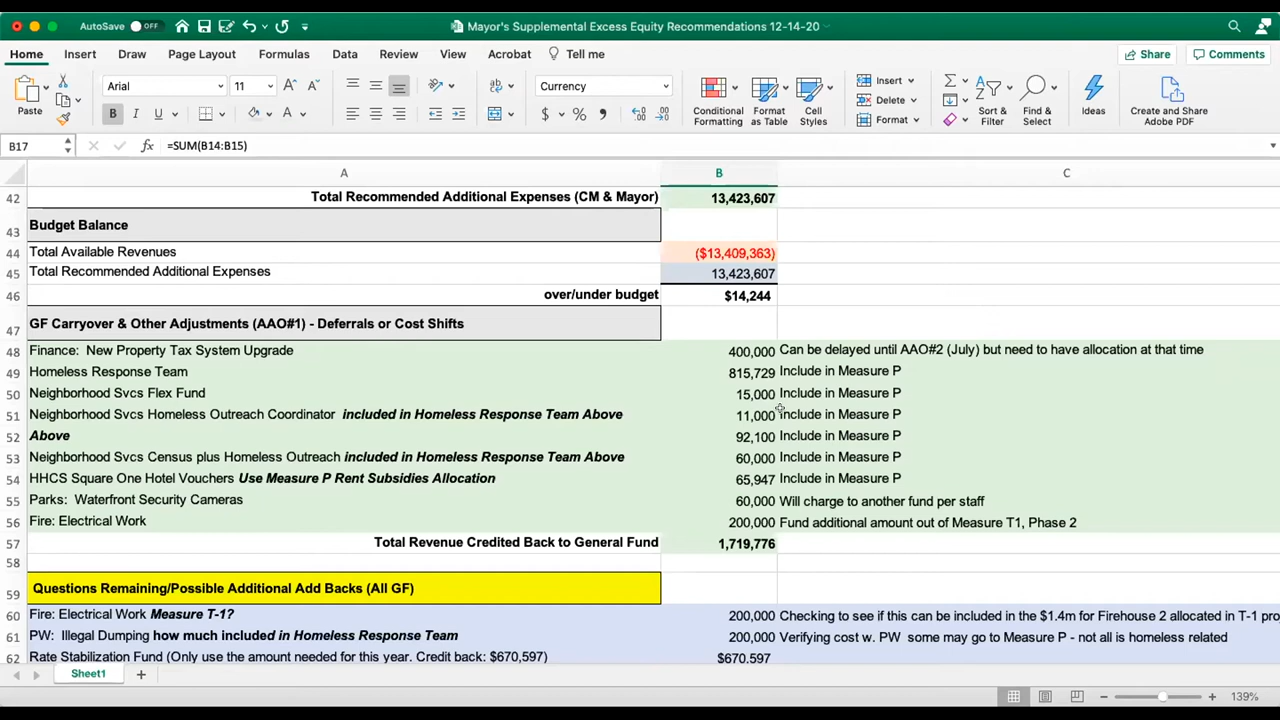 AutoSave OFF
Mayor's Supplemental Excess Equity Recommendations 12-14-20
Home Insert Draw Page Layout Formulas Data Review View Acrobat Tell me Share Comments
Paste Arial 11 Currency Conditional Formatting Format as Table Cell Styles Insert Delete Format Sort & Filter Find & Select Ideas Create and Share Adobe PDF
B17 fx =SUM(B14:B15)
A B C
42 Total Recommended Additional Expenses (CM & Mayor) 13,423,607
43 Budget Balance
44 Total Available Revenues ($13,409,363)
45 Total Recommended Additional Expenses 13,423,607
46 over/under budget $14,244
47 GF Carryover & Other Adjustments (AAO#1) - Deferrals or Cost Shifts
48 Finance: New Property Tax System Upgrade 400,000 Can be delayed until AAO#2 (July) but need to have allocation at that time
49 Homeless Response Team 815,729 Include in Measure P
50 Neighborhood Svcs Flex Fund 15,000 Include in Measure P
51 Neighborhood Svcs Homeless Outreach Coordinator included in Homeless Response Team Above 11,000 Include in Measure P
52 Above 92,100 Include in Measure P
53 Neighborhood Svcs Census plus Homeless Outreach included in Homeless Response Team Above 60,000 Include in Measure P
54 HHCS Square One Hotel Vouchers Use Measure P Rent Subsidies Allocation 65,947 Include in Measure P
55 Parks: Waterfront Security Cameras 60,000 Will charge to another fund per staff
56 Fire: Electrical Work 200,000 Fund additional amount out of Measure T1, Phase 2
57 Total Revenue Credited Back to General Fund 1,719,776
58
59 Questions Remaining/Possible Additional Add Backs (All GF)
60 Fire: Electrical Work Measure T-1? 200,000 Checking to see if this can be included in the $1.4m for Firehouse 2 allocated in T-1 pro
61 PW: Illegal Dumping how much included in Homeless Response Team 200,000 Verifying cost w. PW some may go to Measure P - not all is homeless related
62 Rate Stabilization Fund (Only use the amount needed for this year. Credit back: $670,597) $670,597
Sheet1
139%